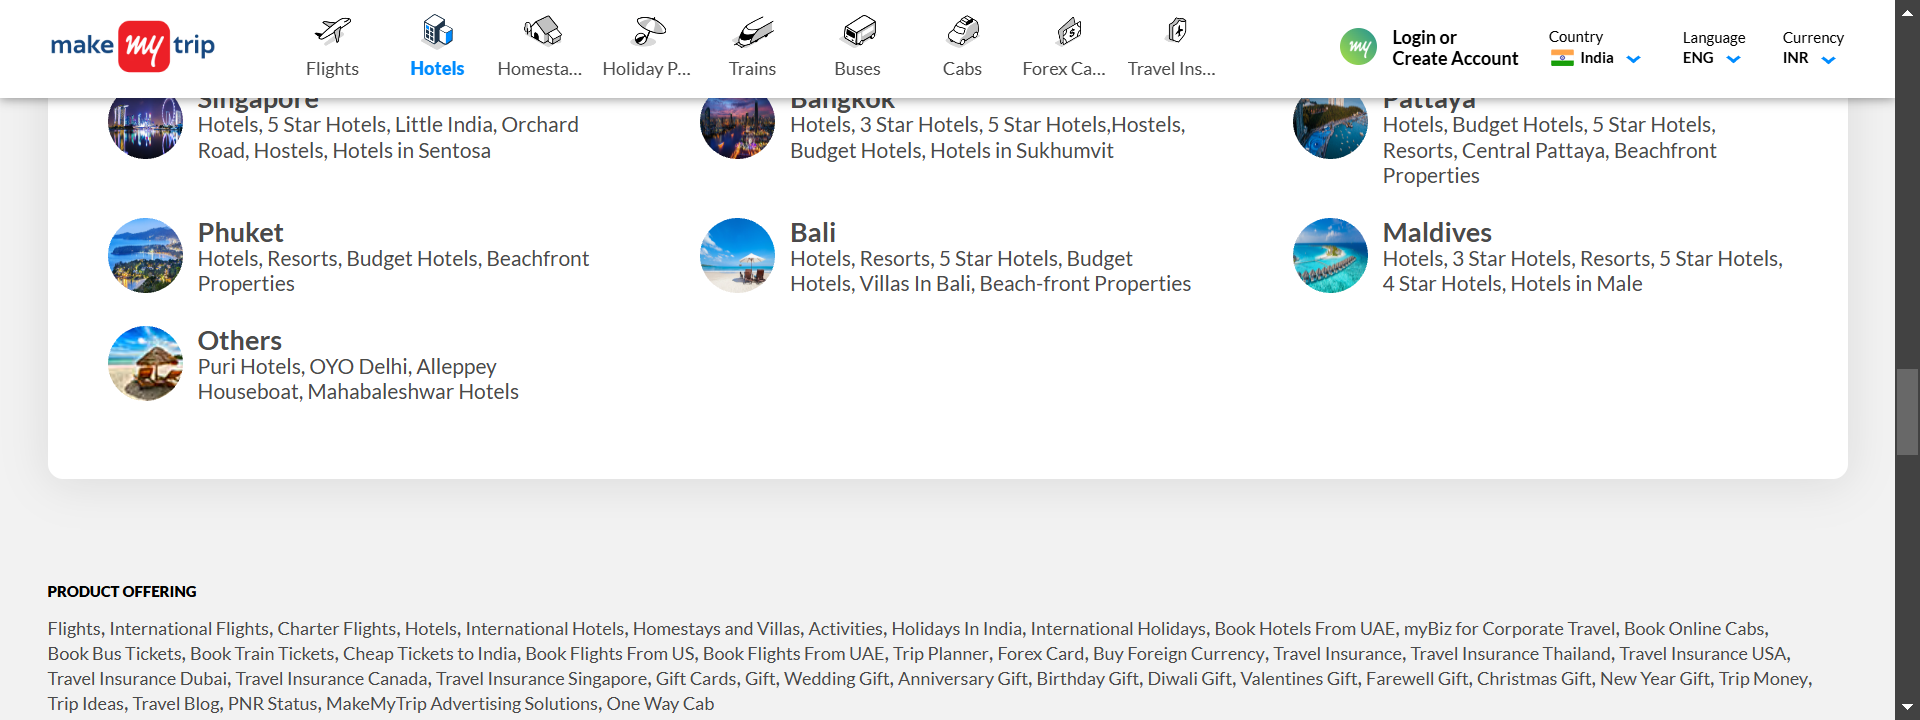 make my trip
Flights
Hotels
Homesta...
Holiday P...
Trains
Buses
Cabs
Forex Ca...
Travel Ins...
my
Login or
Create Account
Country
India
Language
ENG
Currency
INR
Singapore
Hotels, 5 Star Hotels, Little India, Orchard
Road, Hostels, Hotels in Sentosa
Bangkok
Hotels, 3 Star Hotels, 5 Star Hotels,Hostels,
Budget Hotels, Hotels in Sukhumvit
Pattaya
Hotels, Budget Hotels, 5 Star Hotels,
Resorts, Central Pattaya, Beachfront
Properties
Phuket
Hotels, Resorts, Budget Hotels, Beachfront
Properties
Bali
Hotels, Resorts, 5 Star Hotels, Budget
Hotels, Villas In Bali, Beach-front Properties
Maldives
Hotels, 3 Star Hotels, Resorts, 5 Star Hotels,
4 Star Hotels, Hotels in Male
Others
Puri Hotels, OYO Delhi, Alleppey
Houseboat, Mahabaleshwar Hotels
PRODUCT OFFERING
Flights, International Flights, Charter Flights, Hotels, International Hotels, Homestays and Villas, Activities, Holidays In India, International Holidays, Book Hotels From UAE, myBiz for Corporate Travel, Book Online Cabs,
Book Bus Tickets, Book Train Tickets, Cheap Tickets to India, Book Flights From US, Book Flights From UAE, Trip Planner, Forex Card, Buy Foreign Currency, Travel Insurance, Travel Insurance Thailand, Travel Insurance USA,
Travel Insurance Dubai, Travel Insurance Canada, Travel Insurance Singapore, Gift Cards, Gift, Wedding Gift, Anniversary Gift, Birthday Gift, Diwali Gift, Valentines Gift, Farewell Gift, Christmas Gift, New Year Gift, Trip Money,
Trip Ideas, Travel Blog, PNR Status, MakeMyTrip Advertising Solutions, One Way Cab